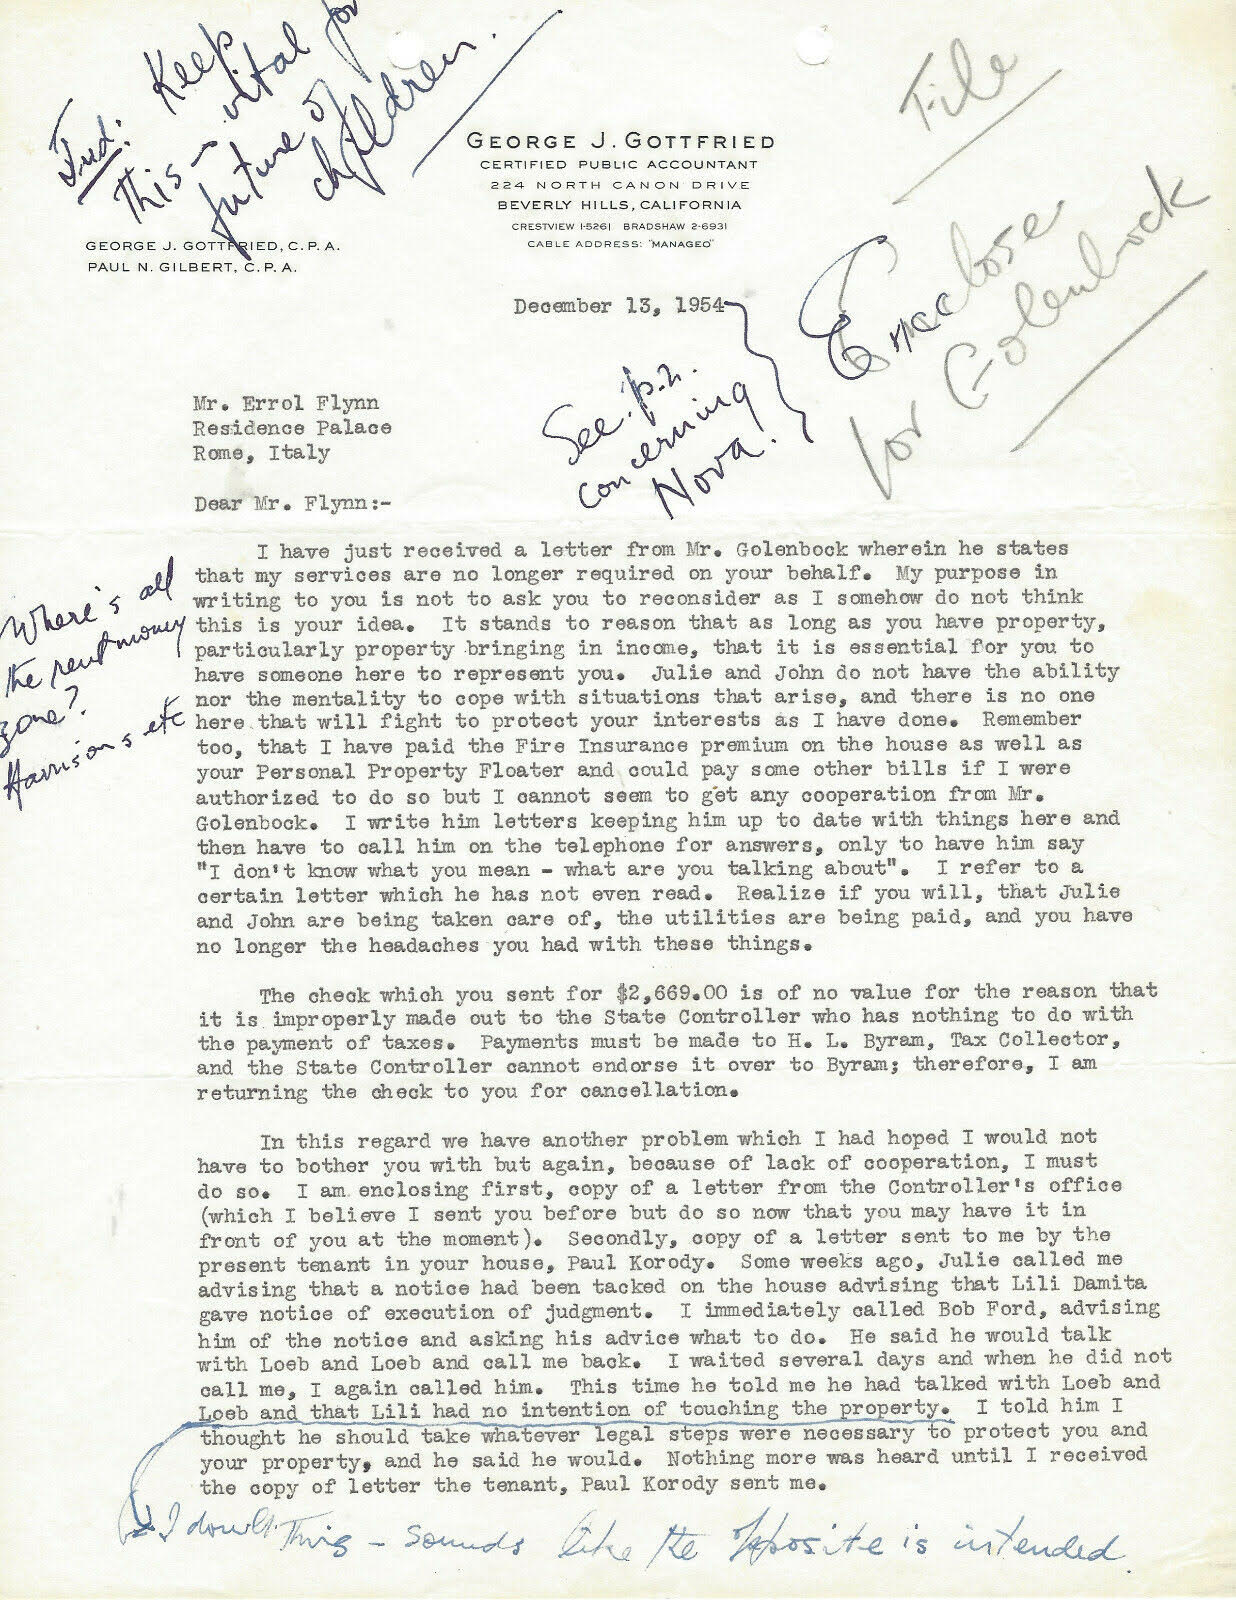 Jud: Keep
this – vital for
future of
children.
File
GEORGE J. GOTTFRIED
CERTIFIED PUBLIC ACCOUNTANT
224 NORTH CANON DRIVE
BEVERLY HILLS, CALIFORNIA
CRESTVIEW 1-5261 BRADSHAW 2-6931
CABLE ADDRESS: "MANAGEO"
GEORGE J. GOTTFRIED, C.P.A.
PAUL N. GILBERT, C.P.A.
Enclose
for Golenbock
December 13, 1954
See p.2.
concerning
Nora.
Mr. Errol Flynn
Residence Palace
Rome, Italy
Dear Mr. Flynn:-
I have just received a letter from Mr. Golenbock wherein he states
that my services are no longer required on your behalf. My purpose in
writing to you is not to ask you to reconsider as I somehow do not think
this is your idea. It stands to reason that as long as you have property,
particularly property bringing in income, that it is essential for you to
have someone here to represent you. Julie and John do not have the ability
nor the mentality to cope with situations that arise, and there is no one
here that will fight to protect your interests as I have done. Remember
too, that I have paid the Fire Insurance premium on the house as well as
your Personal Property Floater and could pay some other bills if I were
authorized to do so but I cannot seem to get any cooperation from Mr.
Golenbock. I write him letters keeping him up to date with things here and
then have to call him on the telephone for answers, only to have him say
"I don't know what you mean - what are you talking about". I refer to a
certain letter which he has not even read. Realize if you will, that Julie
and John are being taken care of, the utilities are being paid, and you have
no longer the headaches you had with these things.
Where's all
the rent money
gone?
Harrisons etc
The check which you sent for $2,669.00 is of no value for the reason that
it is improperly made out to the State Controller who has nothing to do with
the payment of taxes. Payments must be made to H. L. Byram, Tax Collector,
and the State Controller cannot endorse it over to Byram; therefore, I am
returning the check to you for cancellation.
In this regard we have another problem which I had hoped I would not
have to bother you with but again, because of lack of cooperation, I must
do so. I am enclosing first, copy of a letter from the Controller's office
(which I believe I sent you before but do so now that you may have it in
front of you at the moment). Secondly, copy of a letter sent to me by the
present tenant in your house, Paul Korody. Some weeks ago, Julie called me
advising that a notice had been tacked on the house advising that Lili Damita
gave notice of execution of judgment. I immediately called Bob Ford, advising
him of the notice and asking his advice what to do. He said he would talk
with Loeb and Loeb and call me back. I waited several days and when he did not
call me, I again called him. This time he told me he had talked with Loeb and
Loeb and that Lili had no intention of touching the property. I told him I
thought he should take whatever legal steps were necessary to protect you and
your property, and he said he would. Nothing more was heard until I received
the copy of letter the tenant, Paul Korody sent me.
I doubt this – sounds like the opposite is intended.